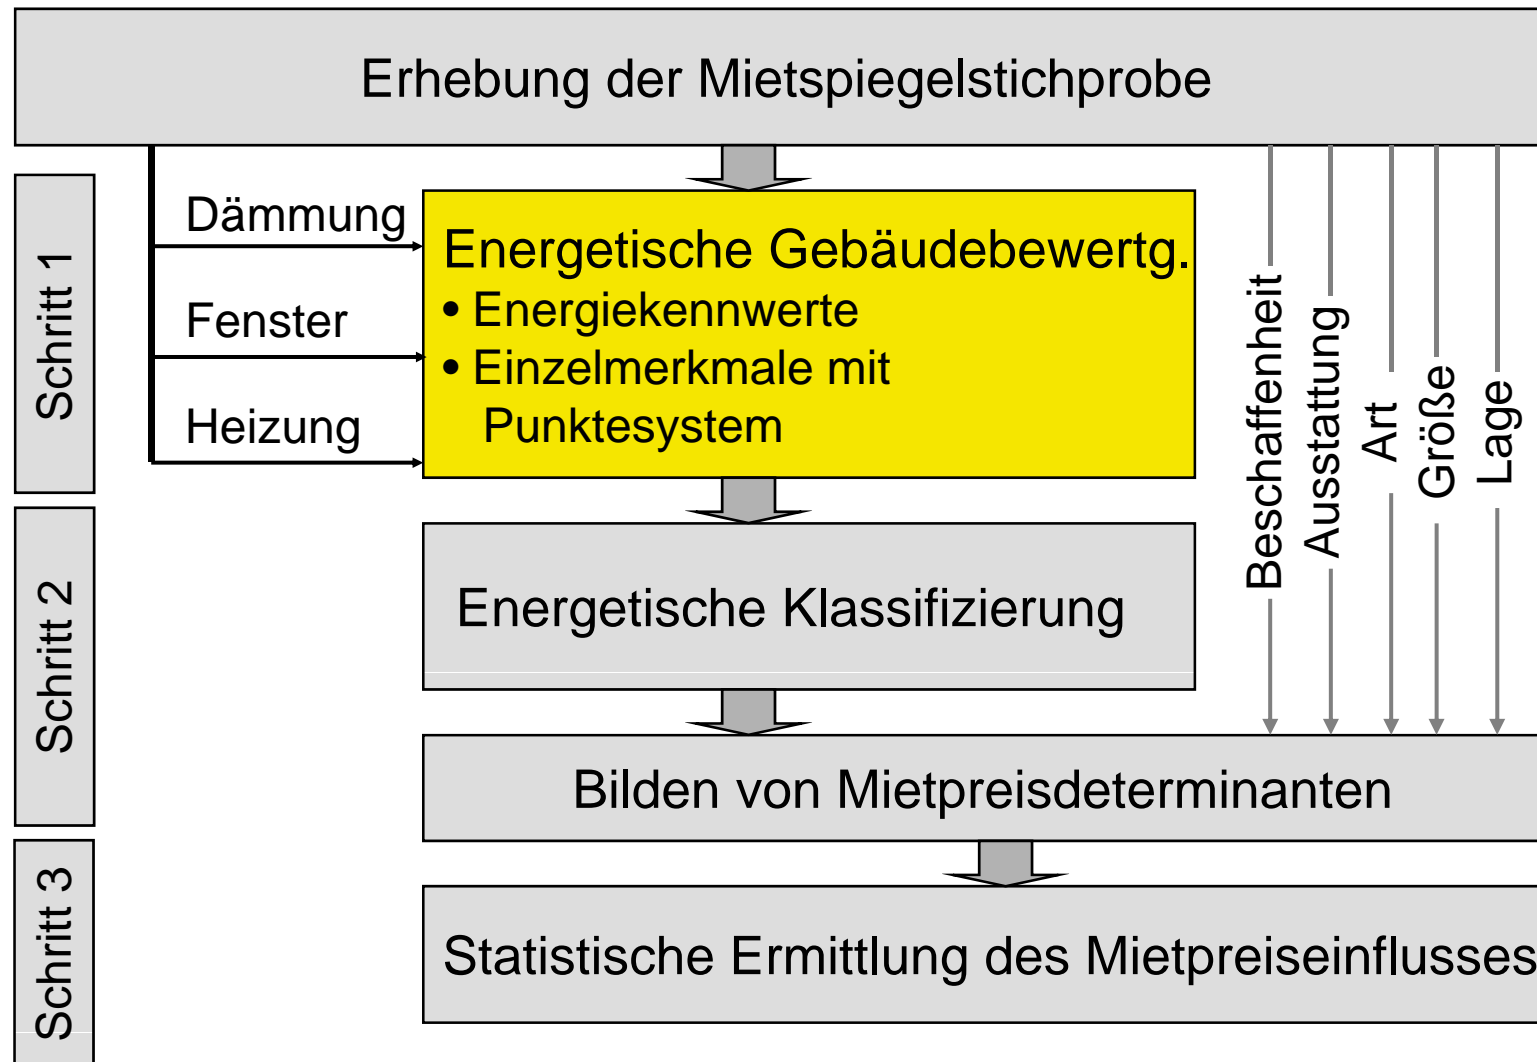 Erhebung der Mietspiegelstichprobe
Schritt 1
Dämmung
Fenster
Heizung
Energetische Gebäudebewertg.
• Energiekennwerte
• Einzelmerkmale mit
Punktesystem
Beschaffenheit
Ausstattung
Art
Größe
Lage
Schritt 2
Energetische Klassifizierung
Bilden von Mietpreisdeterminanten
Schritt 3
Statistische Ermittlung des Mietpreiseinflusses